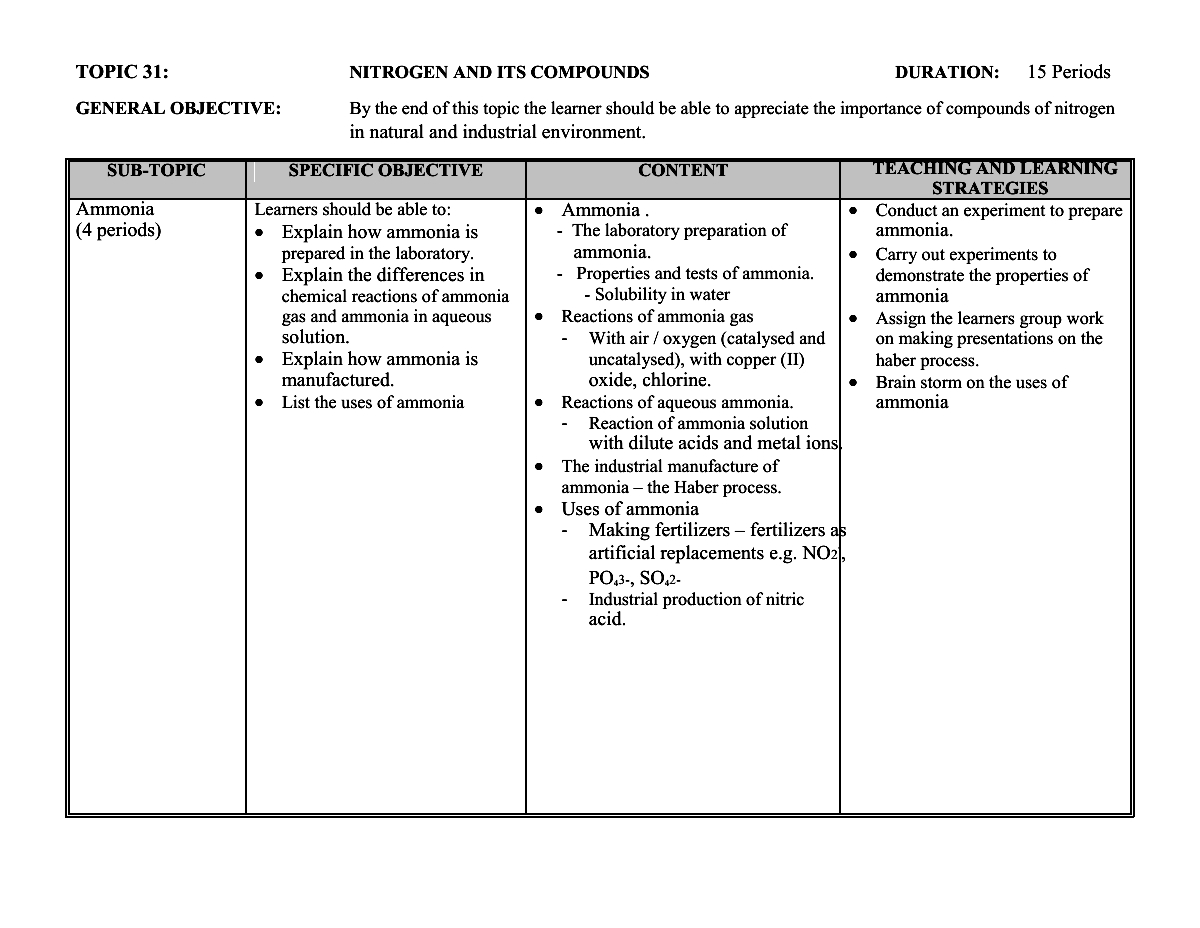 TOPIC 31: NITROGEN AND ITS COMPOUNDS DURATION: 15 Periods
GENERAL OBJECTIVE: By the end of this topic the learner should be able to appreciate the importance of compounds of nitrogen
in natural and industrial environment.
SUB-TOPIC
SPECIFIC OBJECTIVE
CONTENT
TEACHING AND LEARNING
STRATEGIES
Ammonia
(4 periods)
Learners should be able to:
• Explain how ammonia is
prepared in the laboratory.
• Explain the differences in
chemical reactions of ammonia
gas and ammonia in aqueous
solution.
• Explain how ammonia is
manufactured.
• List the uses of ammonia
• Ammonia .
- The laboratory preparation of
ammonia.
- Properties and tests of ammonia.
- Solubility in water
• Reactions of ammonia gas
- With air / oxygen (catalysed and
uncatalysed), with copper (II)
oxide, chlorine.
• Reactions of aqueous ammonia.
- Reaction of ammonia solution
with dilute acids and metal ions.
• The industrial manufacture of
ammonia – the Haber process.
• Uses of ammonia
- Making fertilizers – fertilizers as
artificial replacements e.g. NO2-,
PO43-, SO42-
- Industrial production of nitric
acid.
• Conduct an experiment to prepare
ammonia.
• Carry out experiments to
demonstrate the properties of
ammonia
• Assign the learners group work
on making presentations on the
haber process.
• Brain storm on the uses of
ammonia